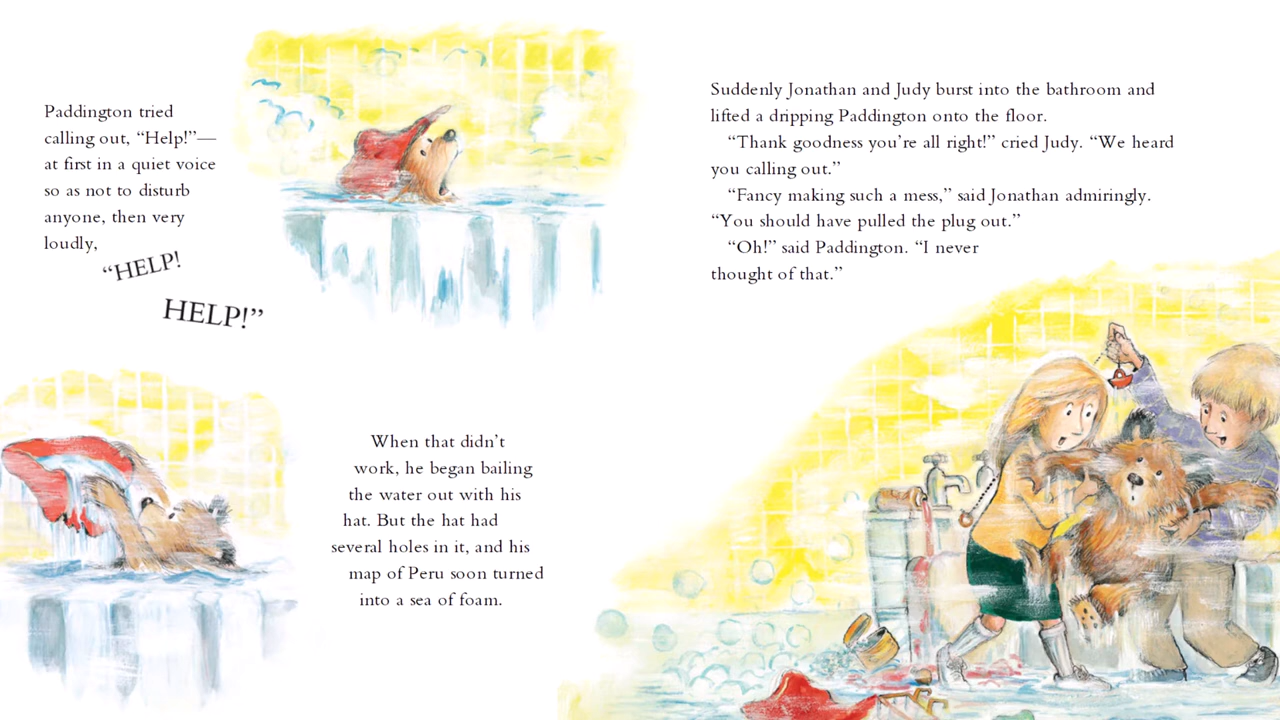 Paddington tried
calling out, “Help!”—
at first in a quiet voice
so as not to disturb
anyone, then very
loudly,
“HELP!
HELP!”
When that didn’t
work, he began bailing
the water out with his
hat. But the hat had
several holes in it, and his
map of Peru soon turned
into a sea of foam.
Suddenly Jonathan and Judy burst into the bathroom and
lifted a dripping Paddington onto the floor.
“Thank goodness you’re all right!” cried Judy. “We heard
you calling out.”
“Fancy making such a mess,” said Jonathan admiringly.
“You should have pulled the plug out.”
“Oh!” said Paddington. “I never
thought of that.”